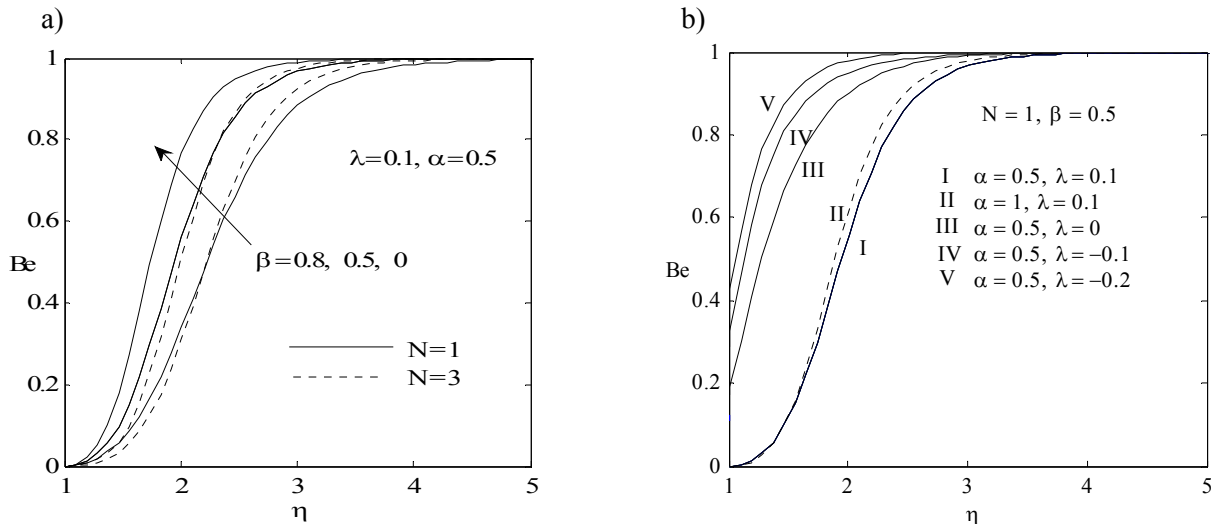 a)
1
0.8
0.6
0.4
0.2
0
Be
1
2
3
4
5
η
λ=0.1, α=0.5
β=0.8, 0.5, 0
N=1
N=3
b)
1
0.8
0.6
0.4
0.2
0
Be
1
2
3
4
5
η
V
IV
III
II
I
N = 1, β = 0.5
I α = 0.5, λ = 0.1
II α = 1, λ = 0.1
III α = 0.5, λ = 0
IV α = 0.5, λ = −0.1
V α = 0.5, λ = −0.2